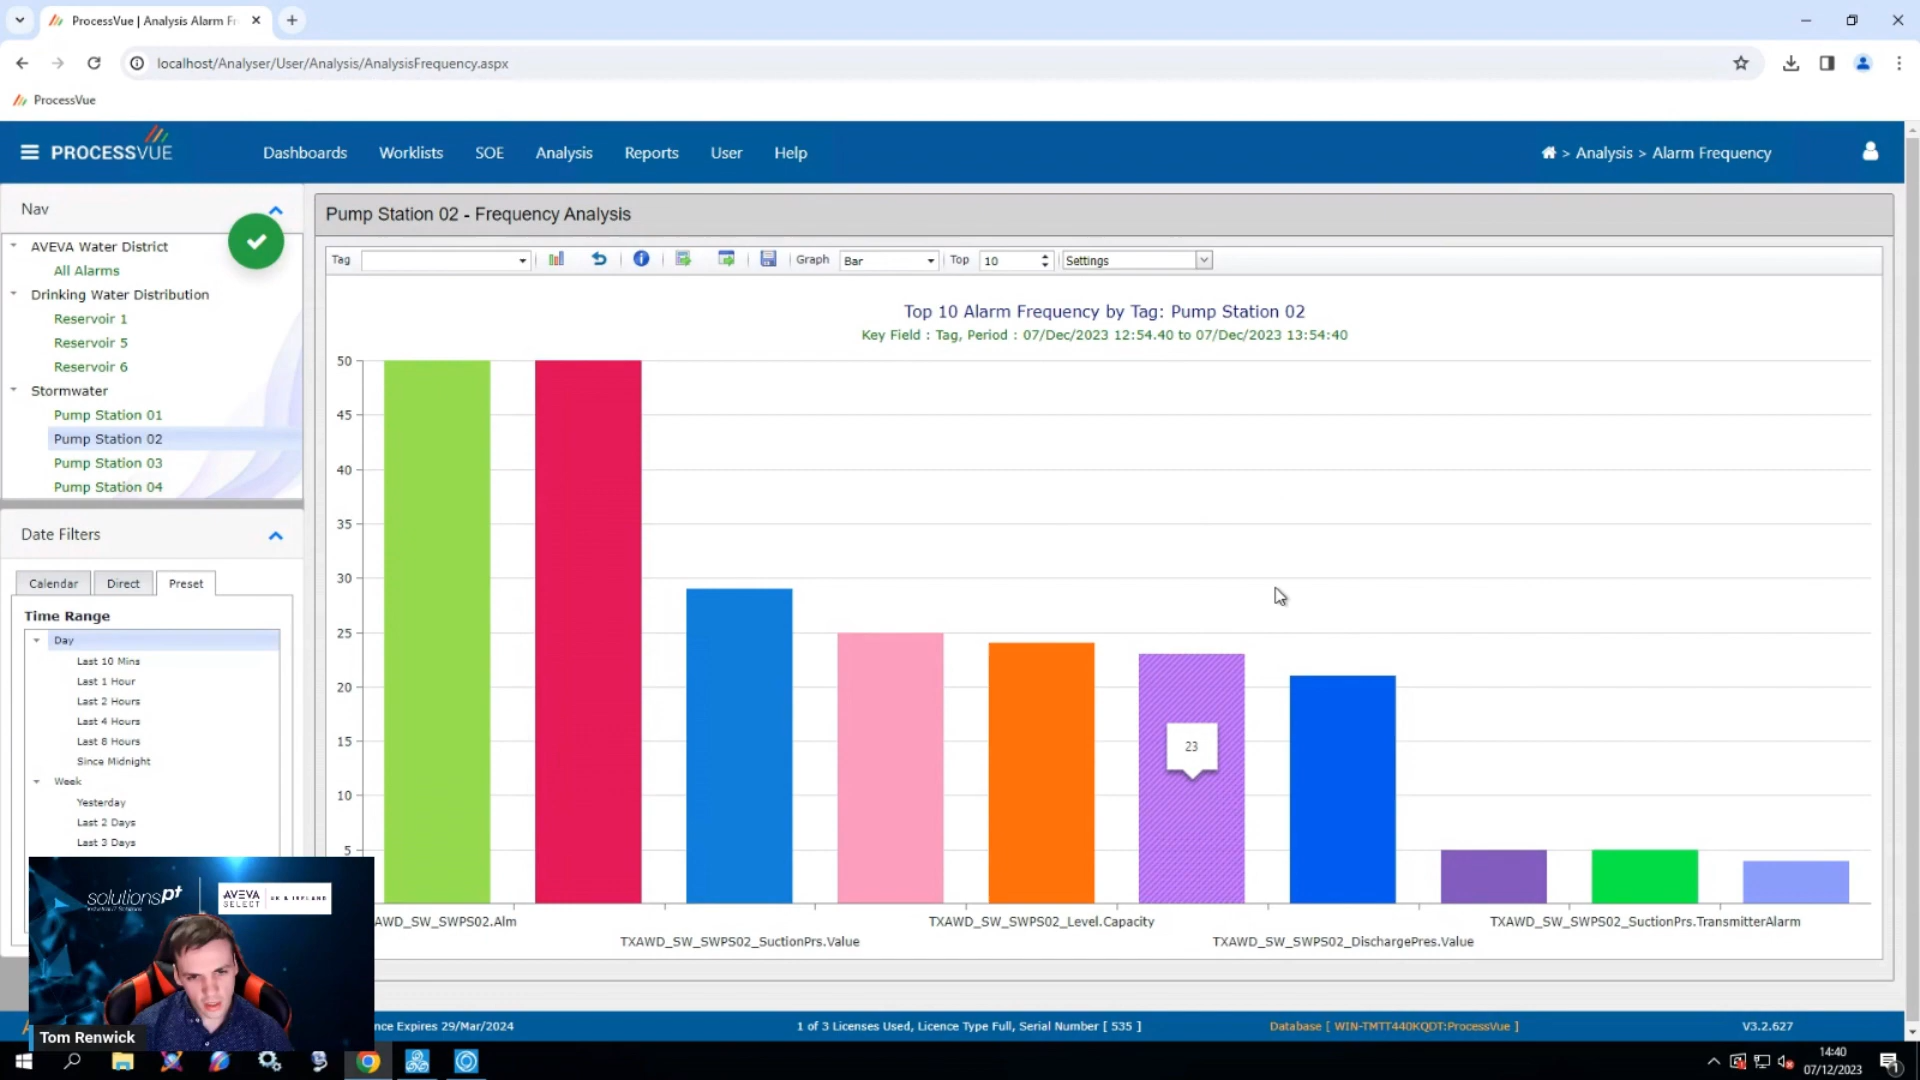 ProcessVue | Analysis Alarm Fr
localhost/Analyser/User/Analysis/AnalysisFrequency.aspx
ProcessVue
PROCESSVUE
Dashboards
Worklists
SOE
Analysis
Reports
User
Help
> Analysis > Alarm Frequency
Nav
AVEVA Water District
All Alarms
Drinking Water Distribution
Reservoir 1
Reservoir 5
Reservoir 6
Stormwater
Pump Station 01
Pump Station 02
Pump Station 03
Pump Station 04
Date Filters
Calendar
Direct
Preset
Time Range
Day
Last 10 Mins
Last 1 Hour
Last 2 Hours
Last 4 Hours
Last 8 Hours
Since Midnight
Week
Yesterday
Last 2 Days
Last 3 Days
Pump Station 02 - Frequency Analysis
Tag
Graph
Bar
Top
10
Settings
Top 10 Alarm Frequency by Tag: Pump Station 02
Key Field : Tag, Period : 07/Dec/2023 12:54.40 to 07/Dec/2023 13:54:40
50
45
40
35
30
25
20
15
10
5
23
AWD_SW_SWPS02.Alm
TXAWD_SW_SWPS02_SuctionPrs.Value
TXAWD_SW_SWPS02_Level.Capacity
TXAWD_SW_SWPS02_DischargePres.Value
TXAWD_SW_SWPS02_SuctionPrs.TransmitterAlarm
solutionspt
AVEVA
SELECT
UK & IRELAND
Tom Renwick
nce Expires 29/Mar/2024
1 of 3 Licenses Used, Licence Type Full, Serial Number [ 535 ]
Database [ WIN-TMTT440KQDT:ProcessVue ]
V3.2.627
14:40
07/12/2023
1